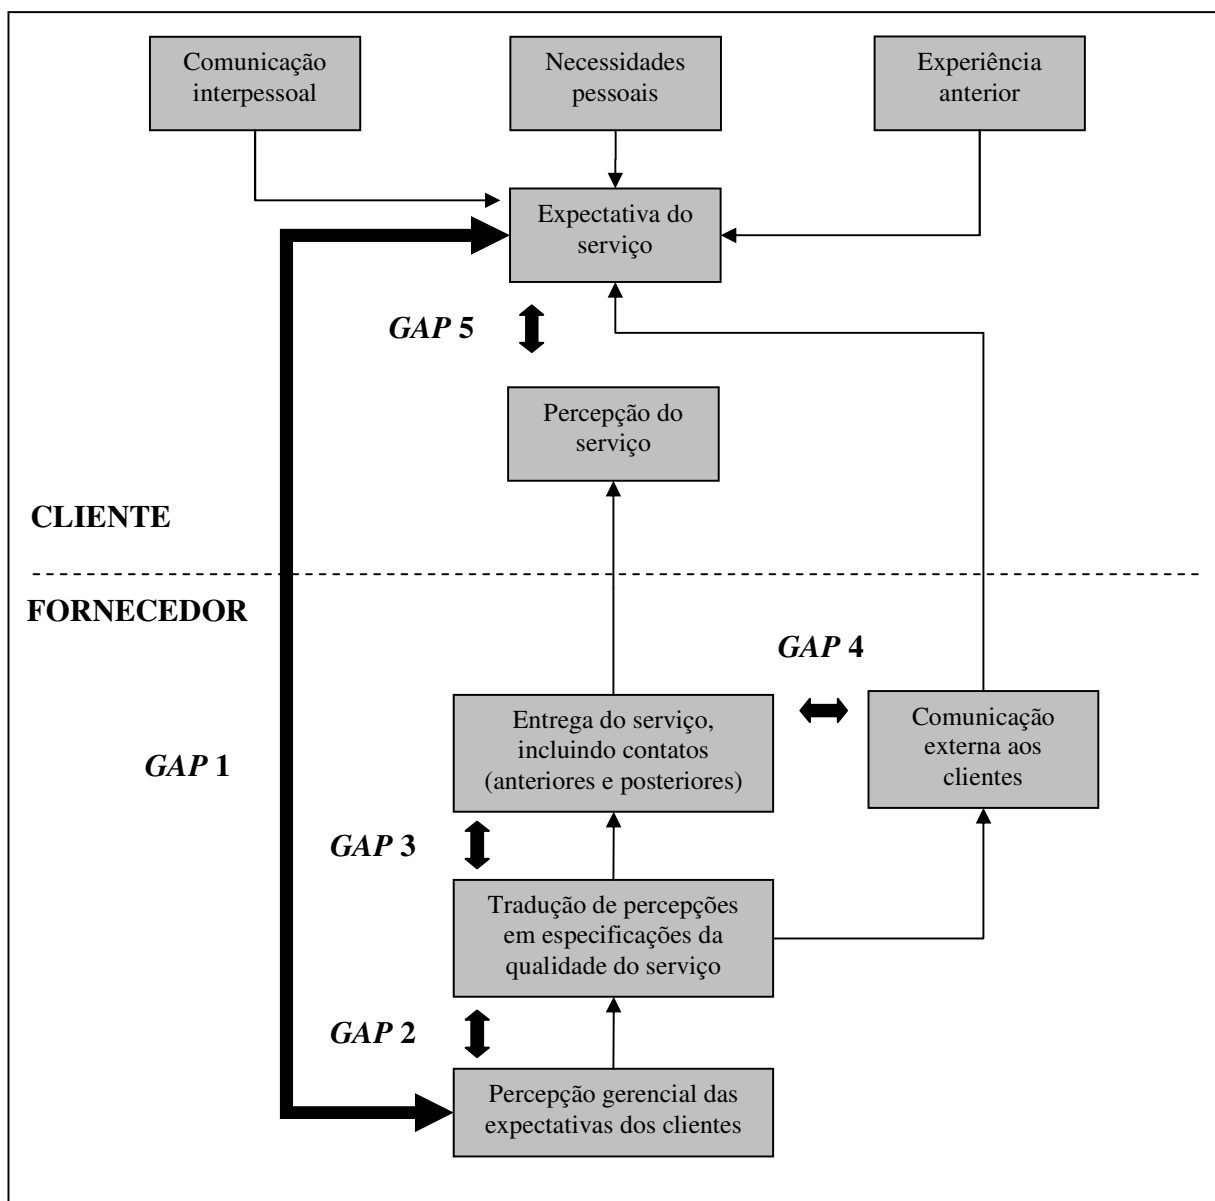 Comunicação
interpessoal
Necessidades
pessoais
Experiência
anterior
Expectativa do
serviço
GAP 5
Percepção do
serviço
CLIENTE
FORNECEDOR
GAP 4
Entrega do serviço,
incluindo contatos
(anteriores e posteriores)
Comunicação
externa aos
clientes
GAP 1
GAP 3
Tradução de percepções
em especificações da
qualidade do serviço
GAP 2
Percepção gerencial das
expectativas dos clientes